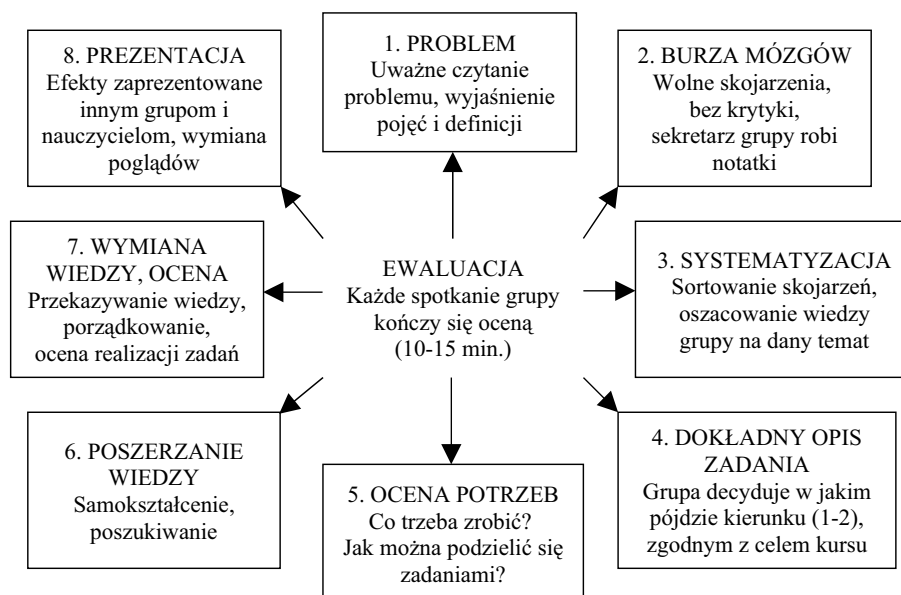 1. PROBLEM
Uważne czytanie
problemu, wyjaśnienie
pojęć i definicji
2. BURZA MÓZGÓW
Wolne skojarzenia,
bez krytyki,
sekretarz grupy robi
notatki
3. SYSTEMATYZACJA
Sortowanie skojarzeń,
oszacowanie wiedzy
grupy na dany temat
4. DOKŁADNY OPIS
ZADANIA
Grupa decyduje w jakim
pójdzie kierunku (1-2),
zgodnym z celem kursu
5. OCENA POTRZEB
Co trzeba zrobić?
Jak można podzielić się
zadaniami?
6. POSZERZANIE
WIEDZY
Samokształcenie,
poszukiwanie
7. WYMIANA
WIEDZY, OCENA
Przekazywanie wiedzy,
porządkowanie,
ocena realizacji zadań
8. PREZENTACJA
Efekty zaprezentowane
innym grupom i
nauczycielom, wymiana
poglądów
EWALUACJA
Każde spotkanie grupy
kończy się oceną
(10-15 min.)